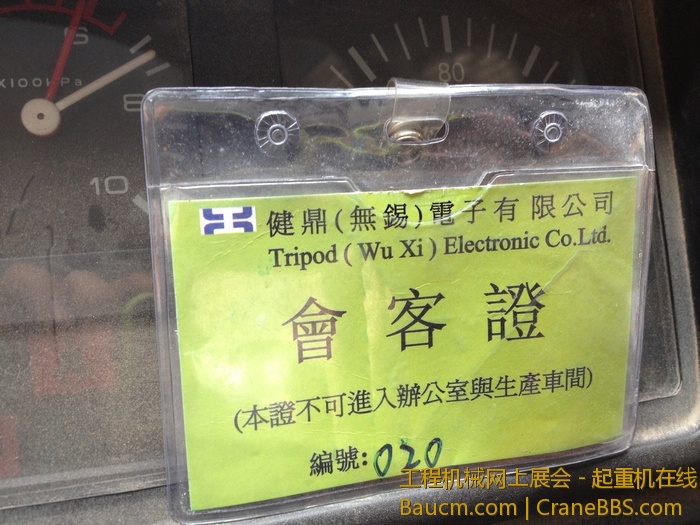 S
x100kPa
6
10
80
健鼎(無錫)電子有限公司
Tripod ( Wu Xi ) Electronic Co.Ltd.
會客證
(本證不可進入辦公室與生產車間)
編號:020
工程机械网上展会 - 起重机在线
Baucm.com | CraneBBS.com